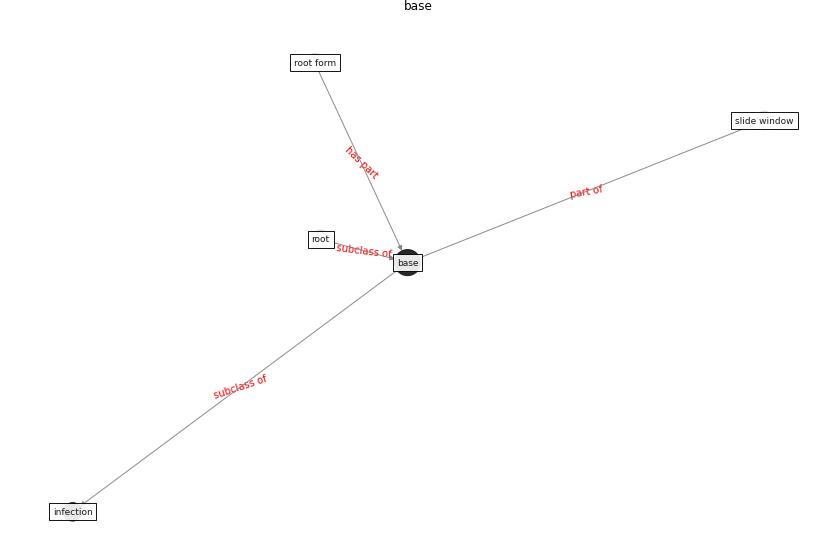 base
root form
slide window
has part
part of
root
subclass of
base
subclass of
infection